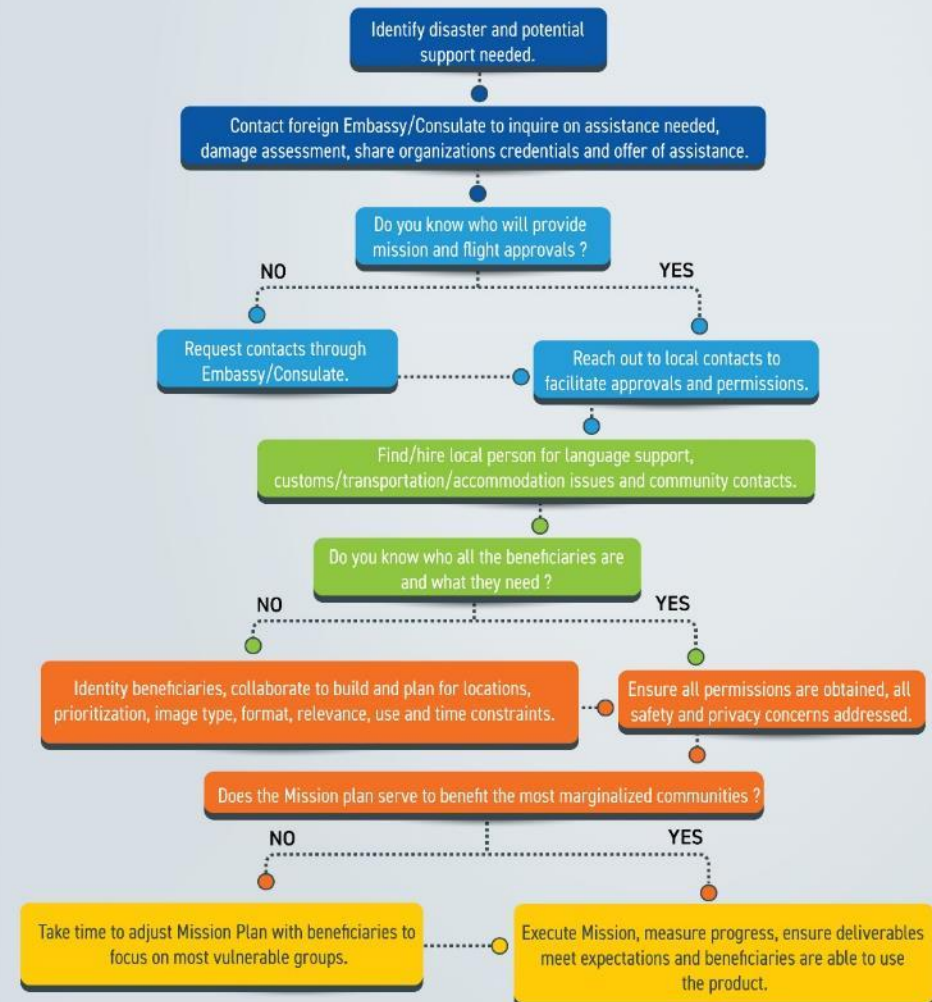 Identify disaster and potential
support needed.
Contact foreign Embassy/Consulate to inquire on assistance needed,
damage assessment, share organizations credentials and offer of assistance.
Do you know who will provide
mission and flight approvals ?
NO
YES
Request contacts through
Embassy/Consulate.
Reach out to local contacts to
facilitate approvals and permissions.
Find/hire local person for language support,
customs/transportation/accommodation issues and community contacts.
Do you know who all the beneficiaries are
and what they need ?
NO
YES
Identity beneficiaries, collaborate to build and plan for locations,
prioritization, image type, format, relevance, use and time constraints.
Ensure all permissions are obtained, all
safety and privacy concerns addressed.
Does the Mission plan serve to benefit the most marginalized communities ?
NO
YES
Take time to adjust Mission Plan with beneficiaries to
focus on most vulnerable groups.
Execute Mission, measure progress, ensure deliverables
meet expectations and beneficiaries are able to use
the product.